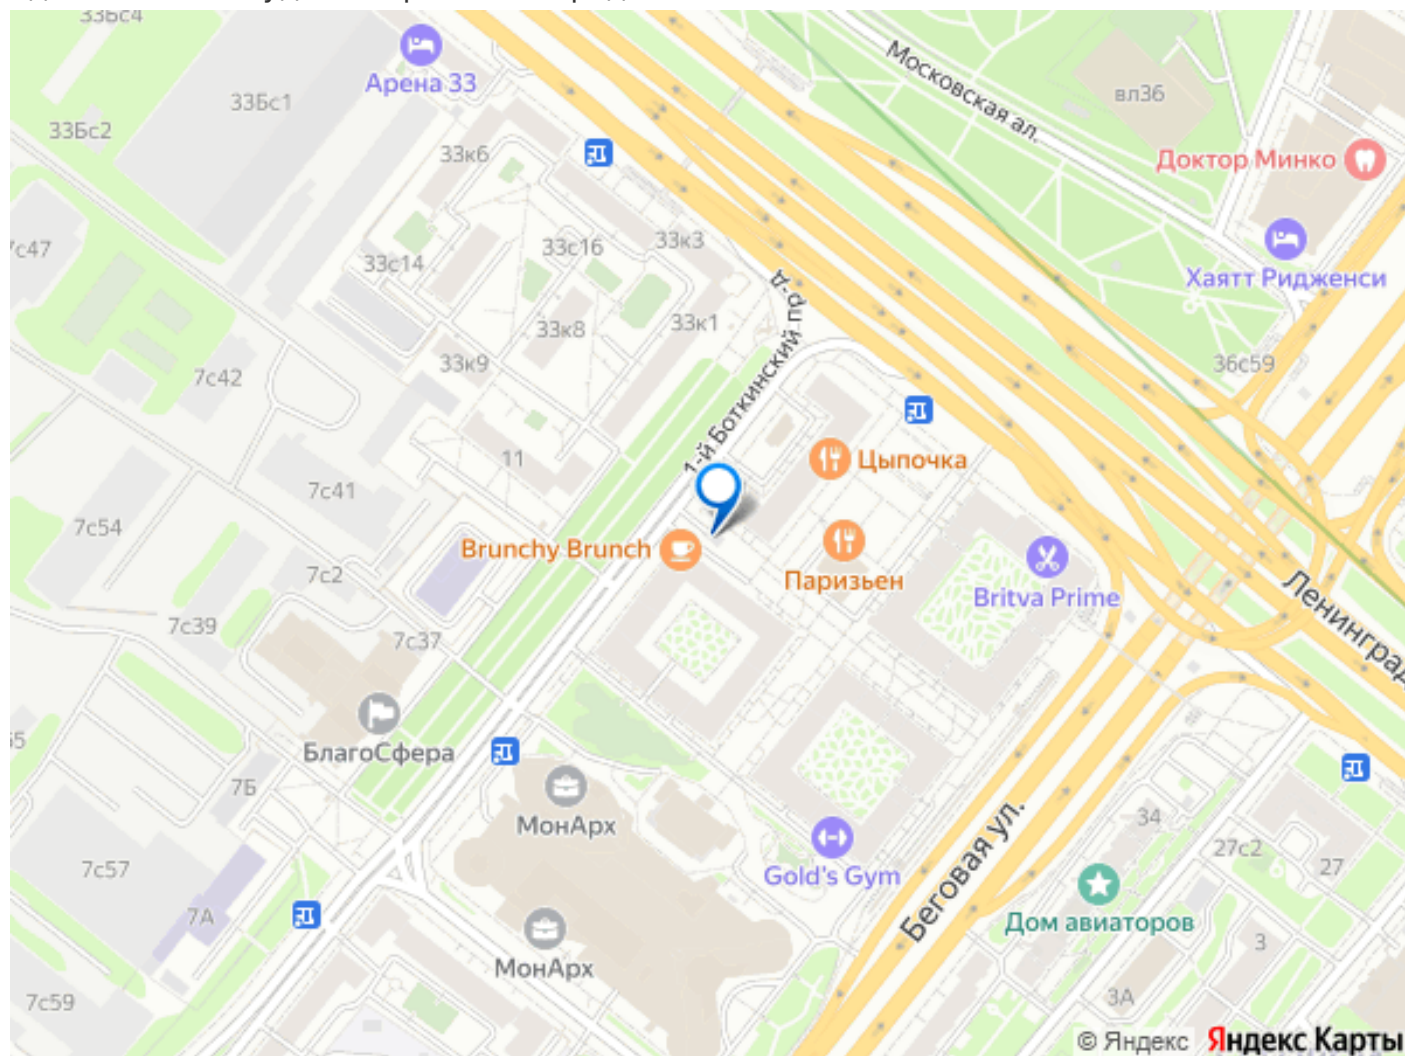 33Бс4
Арена 33
33Бс1
33Бс2
33к6
Московская ал.
вл36
Доктор Минко
7с47
33с14
33с16
33к3
Хаятт Ридженси
33к8
33к1
7с42
33к9
36с59
1-й Боткинский пр-д
11
Цыпочка
7с41
7с54
Brunchy Brunch
Паризьен
Britva Prime
7с2
Ленинград
7с39
7с37
БлагоСфера
7Б
МонАрх
34
27с2
27
7с57
Gold's Gym
Беговая ул.
7А
Дом авиаторов
3
МонАрх
3А
7с59
© Яндекс Яндекс Карты